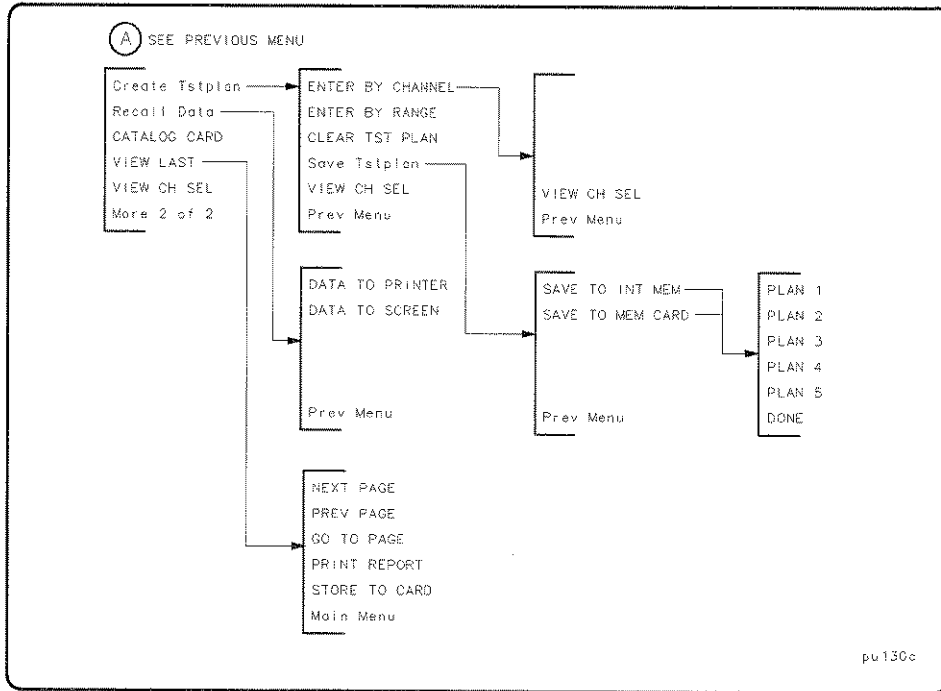 A SEE PREVIOUS MENU
Create Tstplan
Recall Data
CATALOG CARD
VIEW LAST
VIEW CH SEL
More 2 of 2
ENTER BY CHANNEL
ENTER BY RANGE
CLEAR TST PLAN
Save Tstplan
VIEW CH SEL
Prev Menu
VIEW CH SEL
Prev Menu
DATA TO PRINTER
DATA TO SCREEN
Prev Menu
SAVE TO INT MEM
SAVE TO MEM CARD
Prev Menu
PLAN 1
PLAN 2
PLAN 3
PLAN 4
PLAN 5
DONE
NEXT PAGE
PREV PAGE
GO TO PAGE
PRINT REPORT
STORE TO CARD
Main Menu
pu130c